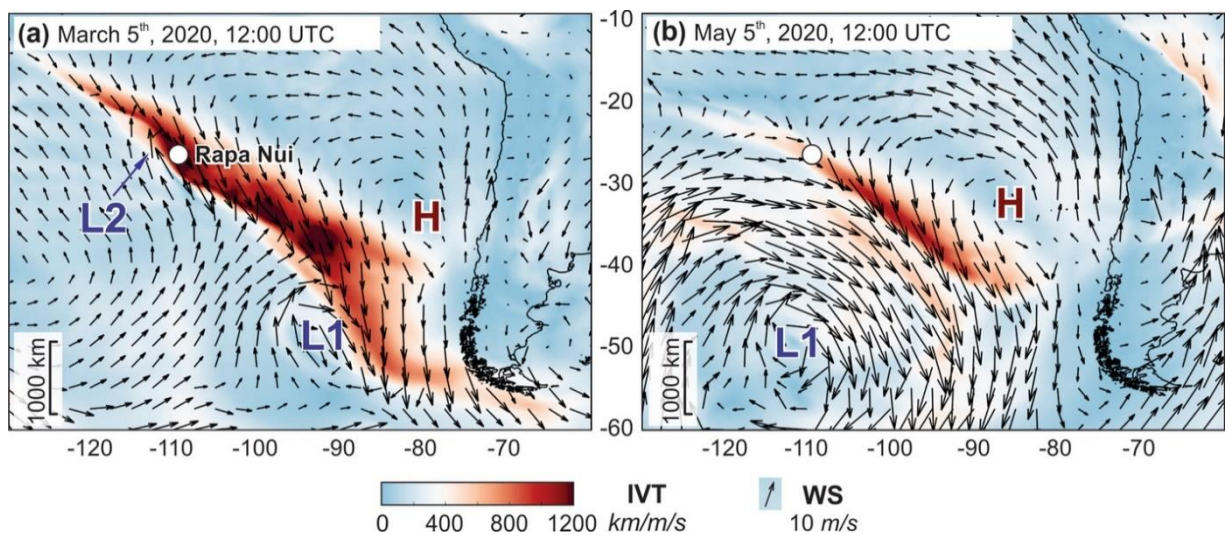 (a) March 5th, 2020, 12:00 UTC
Rapa Nui
L2
H
L1
1000 km
-120 -110 -100 -90 -80 -70
-10
-20
-30
-40
-50
-60
(b) May 5th, 2020, 12:00 UTC
H
L1
1000 km
-120 -110 -100 -90 -80 -70
0 400 800 1200
IVT
km/m/s
WS
10 m/s